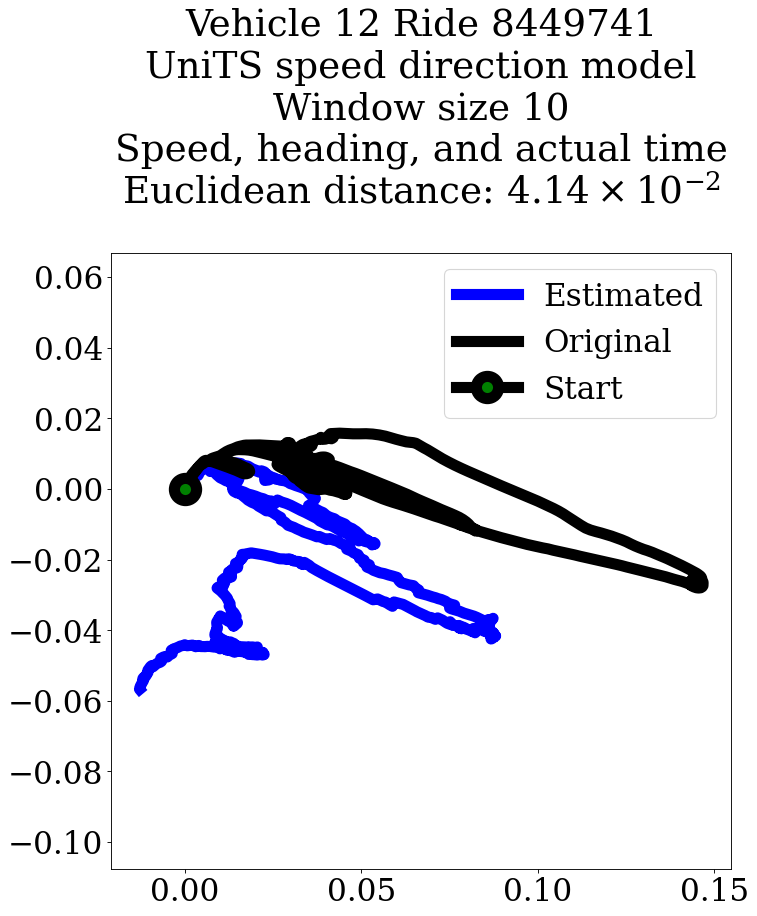 Vehicle 12 Ride 8449741
UniTS speed direction model
Window size 10
Speed, heading, and actual time
Euclidean distance: 4.14 × 10⁻²
Estimated
Original
Start
0.06
0.04
0.02
0.00
−0.02
−0.04
−0.06
−0.08
−0.10
0.00 0.05 0.10 0.15